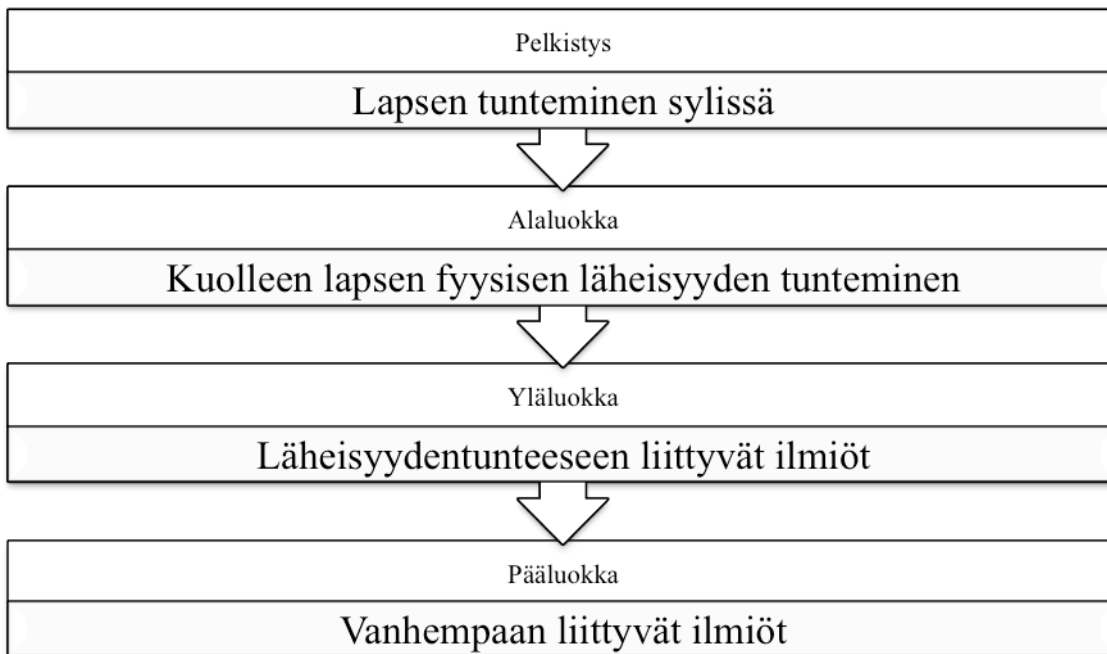 Pelkistys
Lapsen tunteminen sylissä
Alaluokka
Kuolleen lapsen fyysisen läheisyyden tunteminen
Yläluokka
Läheisyydentunteeseen liittyvät ilmiöt
Pääluokka
Vanhempaan liittyvät ilmiöt